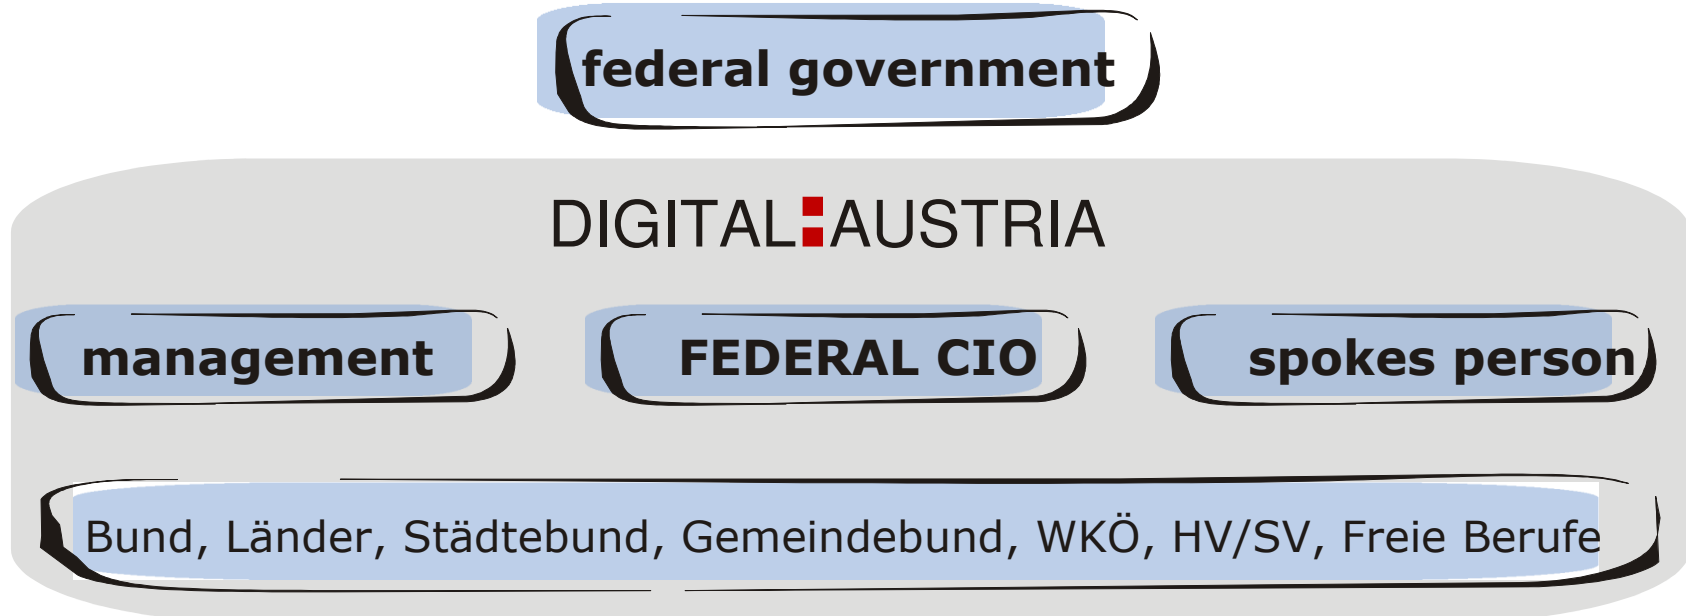 federal government
DIGITAL:AUSTRIA
management
FEDERAL CIO
spokes person
Bund, Länder, Städtebund, Gemeindebund, WKÖ, HV/SV, Freie Berufe